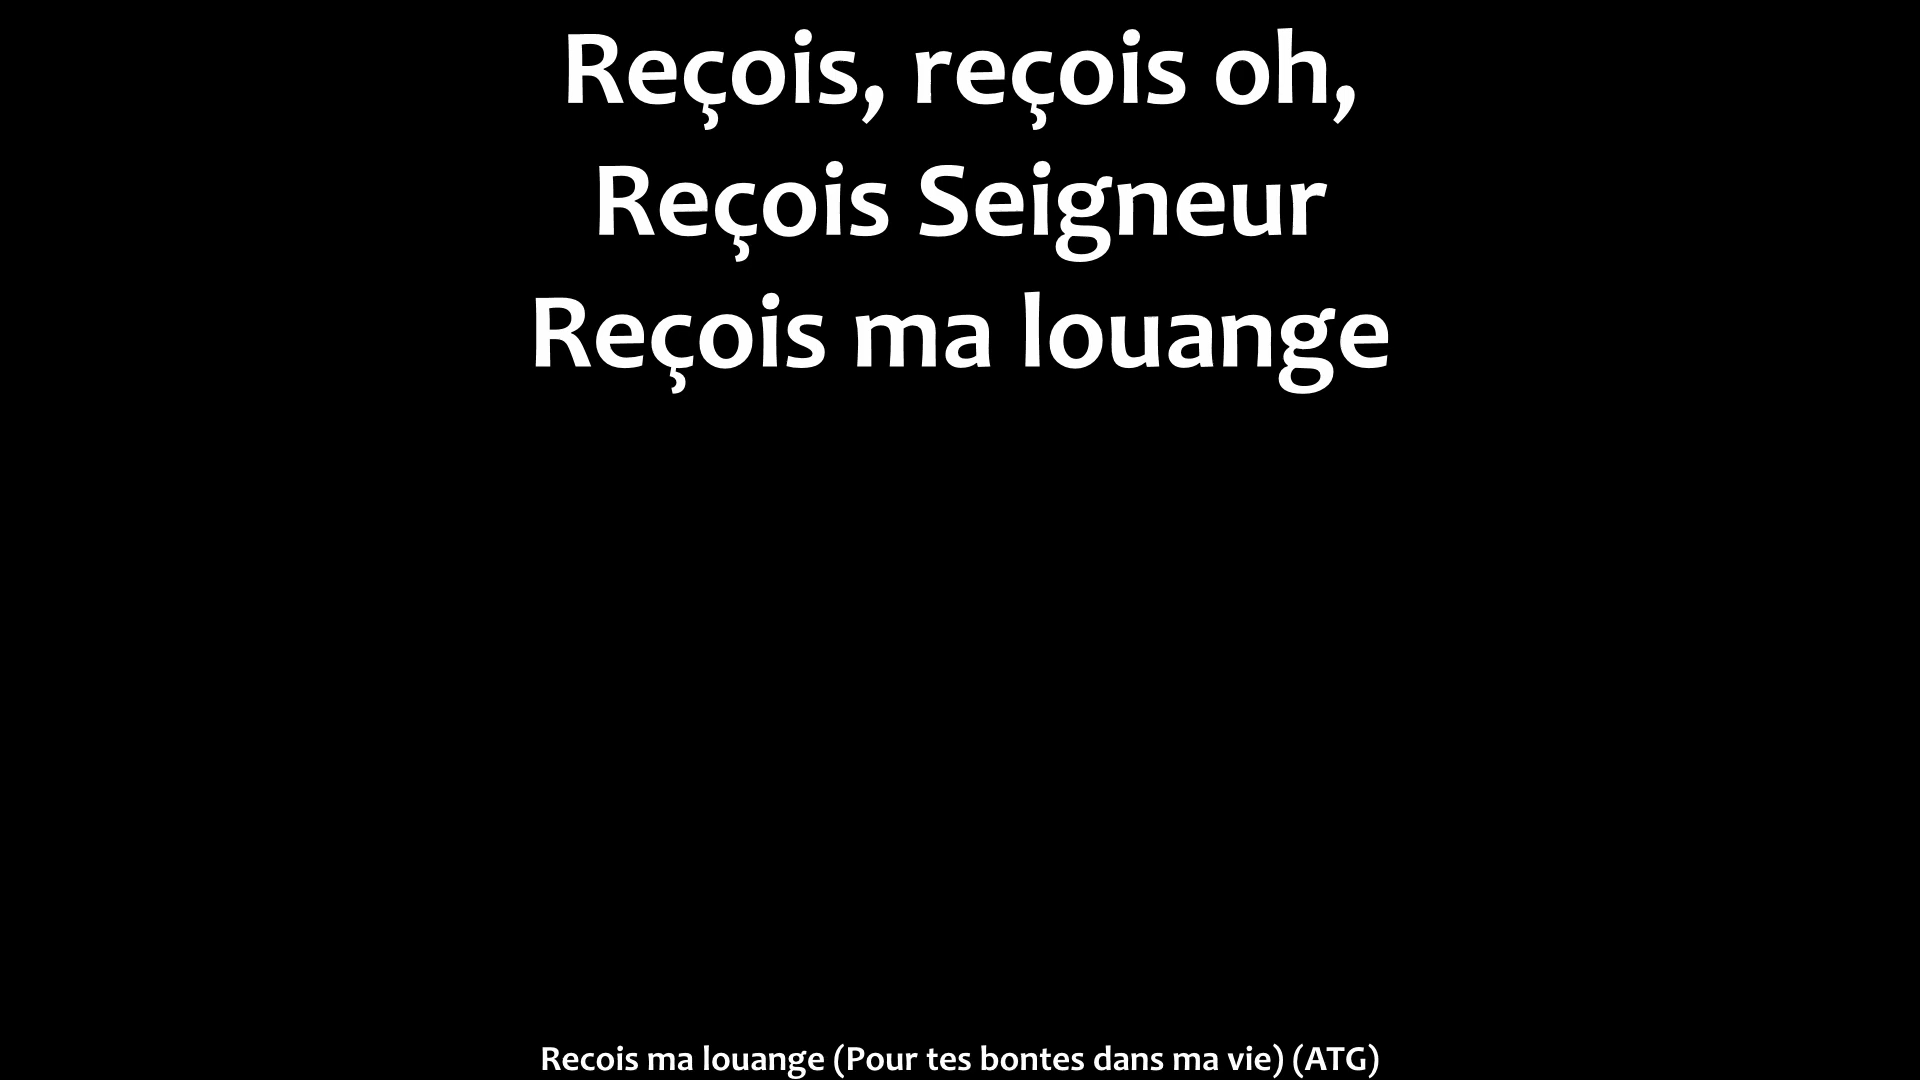 Reçois, reçois oh,
Reçois Seigneur
Reçois ma louange
Recois ma louange (Pour tes bontes dans ma vie) (ATG)